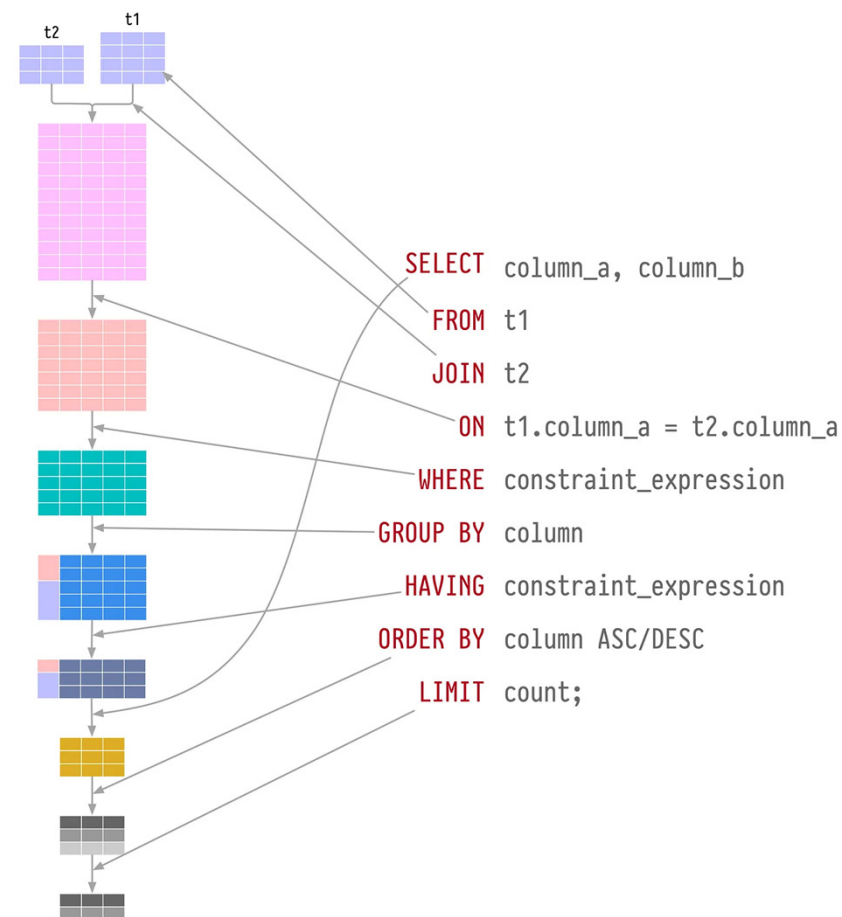 t2 t1
SELECT column_a, column_b
FROM t1
JOIN t2
ON t1.column_a = t2.column_a
WHERE constraint_expression
GROUP BY column
HAVING constraint_expression
ORDER BY column ASC/DESC
LIMIT count;